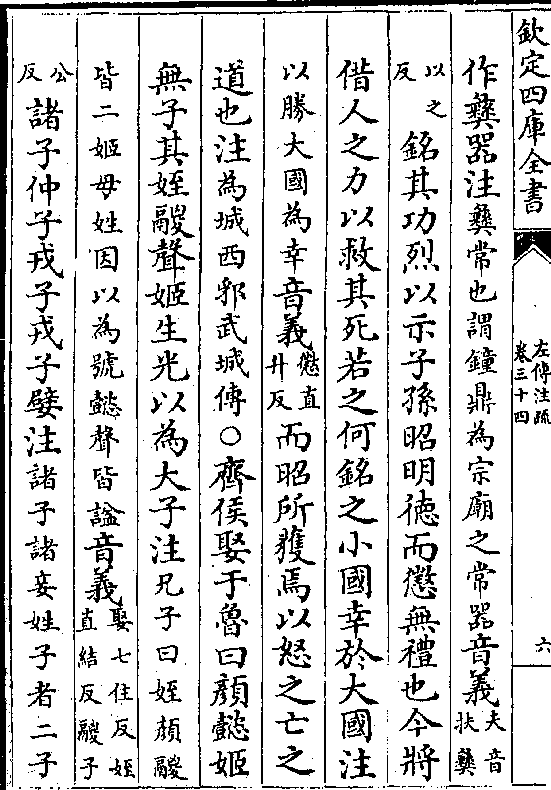 欽定四庫全書
左傳注疏
卷三十四
六
作彝器注彝常也謂鐘鼎為宗廟之常器音義夫音扶彝
以之反銘其功烈以示子孫昭明德而懲無禮也今將
借人之力以救其死若之何銘之小國幸於大國注
以勝大國為幸音義懲直升反而昭所獲焉以怒之亡之
道也注為城西郛武城傳○齊侯娶于魯曰顔懿姬
無子其姪鬷聲姬生光以為大子注兄子曰姪顔鬷
皆二姬母姓因以為號懿聲皆諡音義娶七住反姪直結反鬷子
公反諸子仲子戎子戎子嬖注諸子諸妾姓子者二子